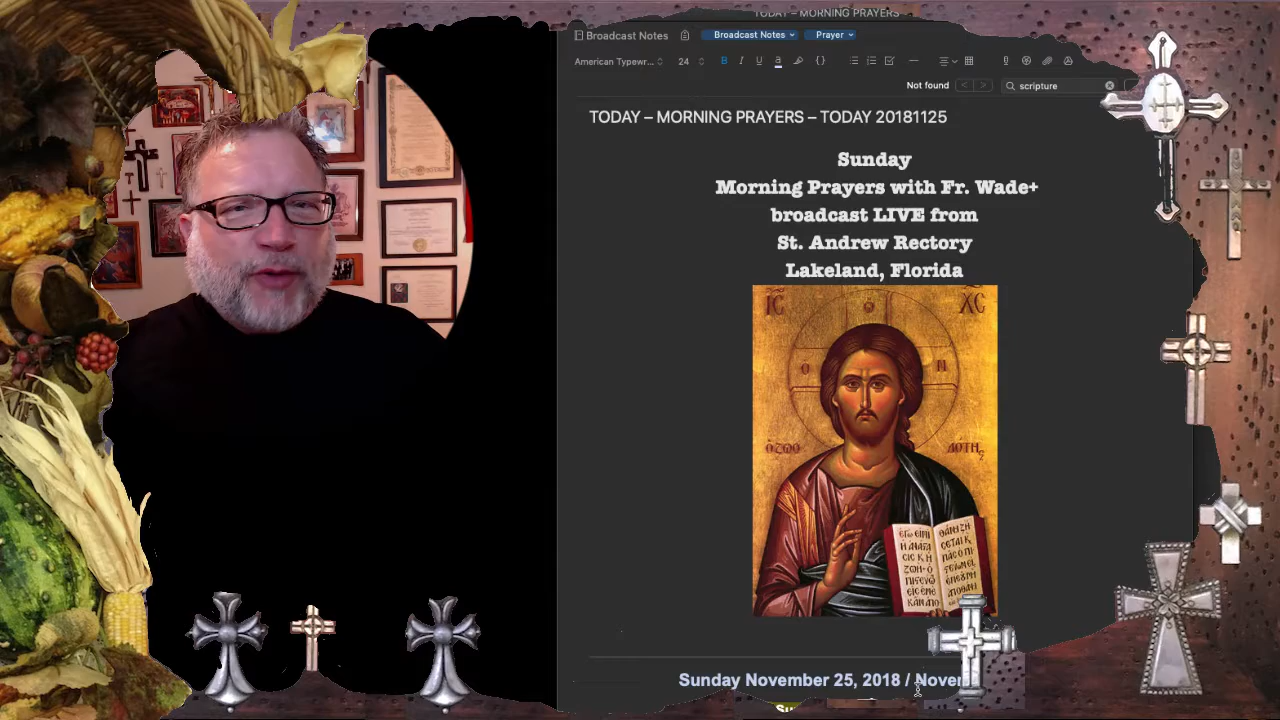 TODAY – MORNING PRAYERS
Broadcast Notes
Broadcast Notes
Prayer
American Typewr...
24
B I U a
Not found
scripture
TODAY – MORNING PRAYERS – TODAY 20181125
Sunday
Morning Prayers with Fr. Wade+
broadcast LIVE from
St. Andrew Rectory
Lakeland, Florida
IC XC
Sunday November 25, 2018 / Novem